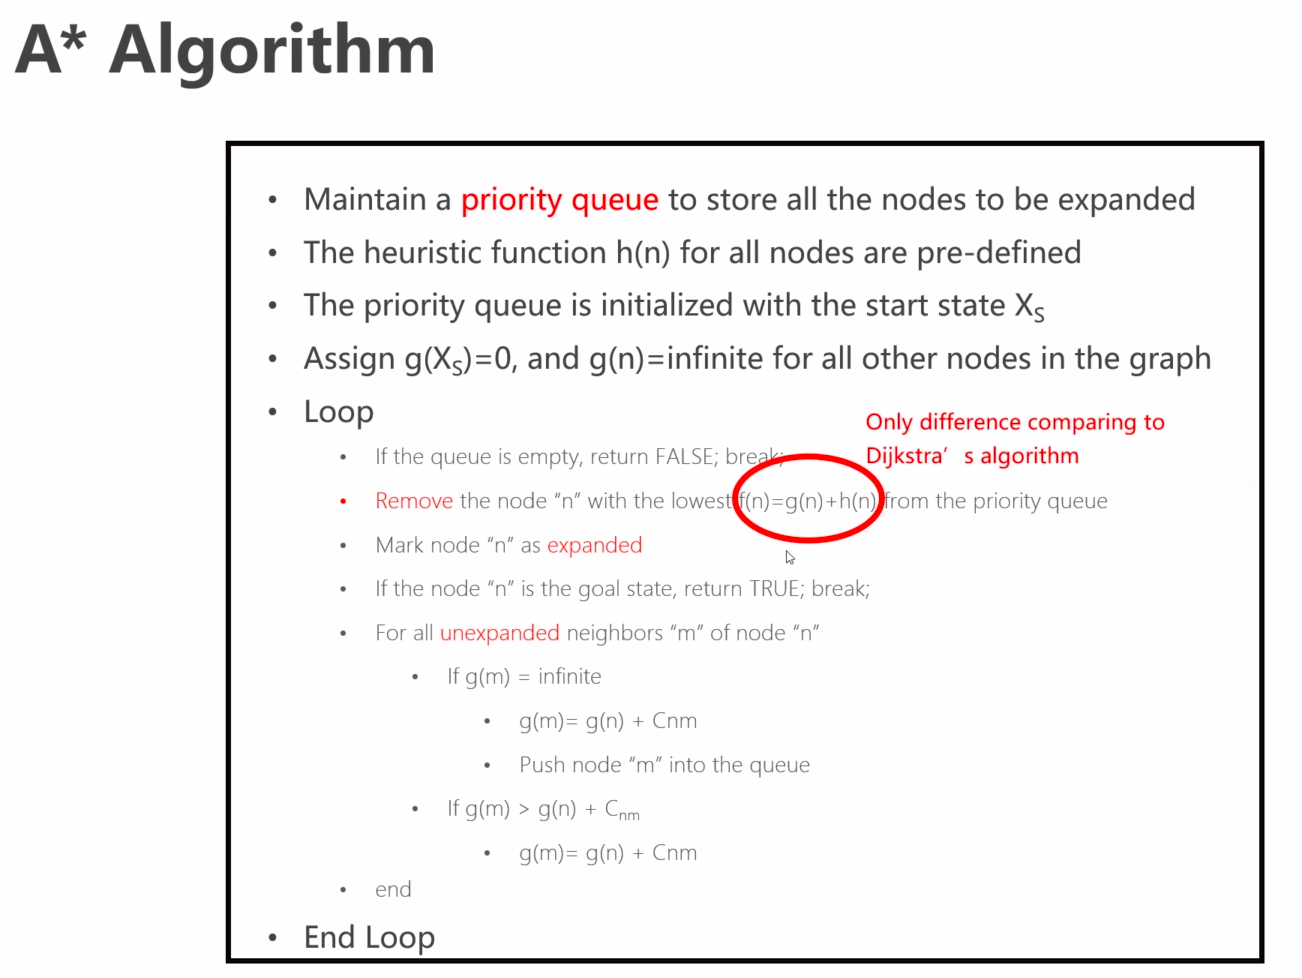 A* Algorithm
• Maintain a priority queue to store all the nodes to be expanded
• The heuristic function h(n) for all nodes are pre-defined
• The priority queue is initialized with the start state XS
• Assign g(XS)=0, and g(n)=infinite for all other nodes in the graph
• Loop
Only difference comparing to
Dijkstra's algorithm
• If the queue is empty, return FALSE; break;
• Remove the node “n” with the lowest f(n)=g(n)+h(n) from the priority queue
• Mark node “n” as expanded
• If the node “n” is the goal state, return TRUE; break;
• For all unexpanded neighbors “m” of node “n”
• If g(m) = infinite
• g(m)= g(n) + Cnm
• Push node “m” into the queue
• If g(m) > g(n) + Cnm
• g(m)= g(n) + Cnm
• end
• End Loop